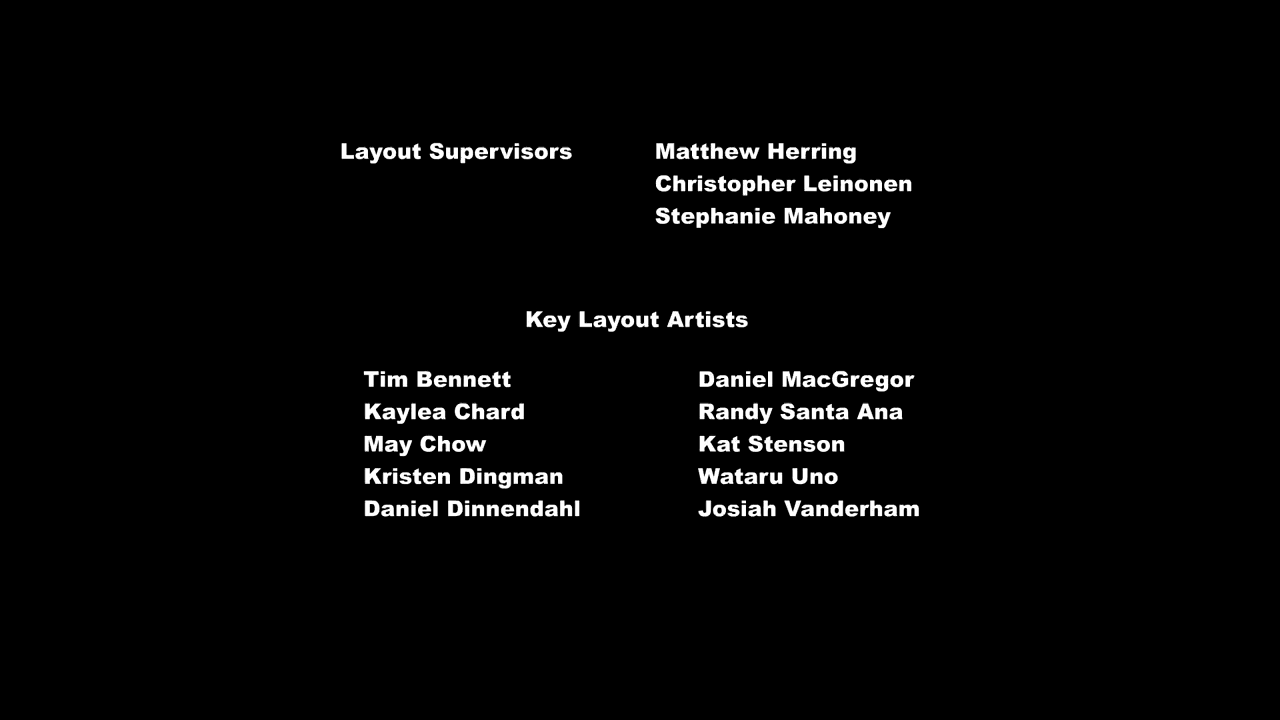 Layout Supervisors Matthew Herring
Christopher Leinonen
Stephanie Mahoney
Key Layout Artists
Tim Bennett Daniel MacGregor
Kaylea Chard Randy Santa Ana
May Chow Kat Stenson
Kristen Dingman Wataru Uno
Daniel Dinnendahl Josiah Vanderham